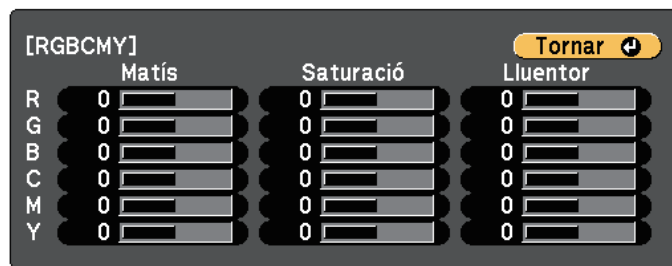 [RGBCMY] Tornar
Matís Saturació Lluentor
R 0 0 0
G 0 0 0
B 0 0 0
C 0 0 0
M 0 0 0
Y 0 0 0